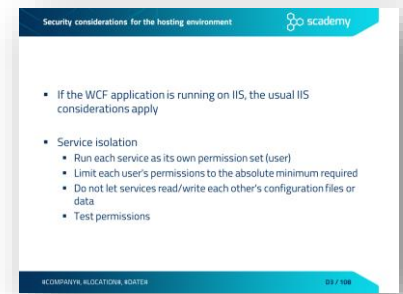 Security considerations for the hosting environment
scademy
If the WCF application is running on IIS, the usual IIS
considerations apply
Service isolation
Run each service as its own permission set (user)
Limit each user's permissions to the absolute minimum required
Do not let services read/write each other's configuration files or
data
Test permissions
#COMPANY#, #LOCATION#, #DATE#
D3 / 108